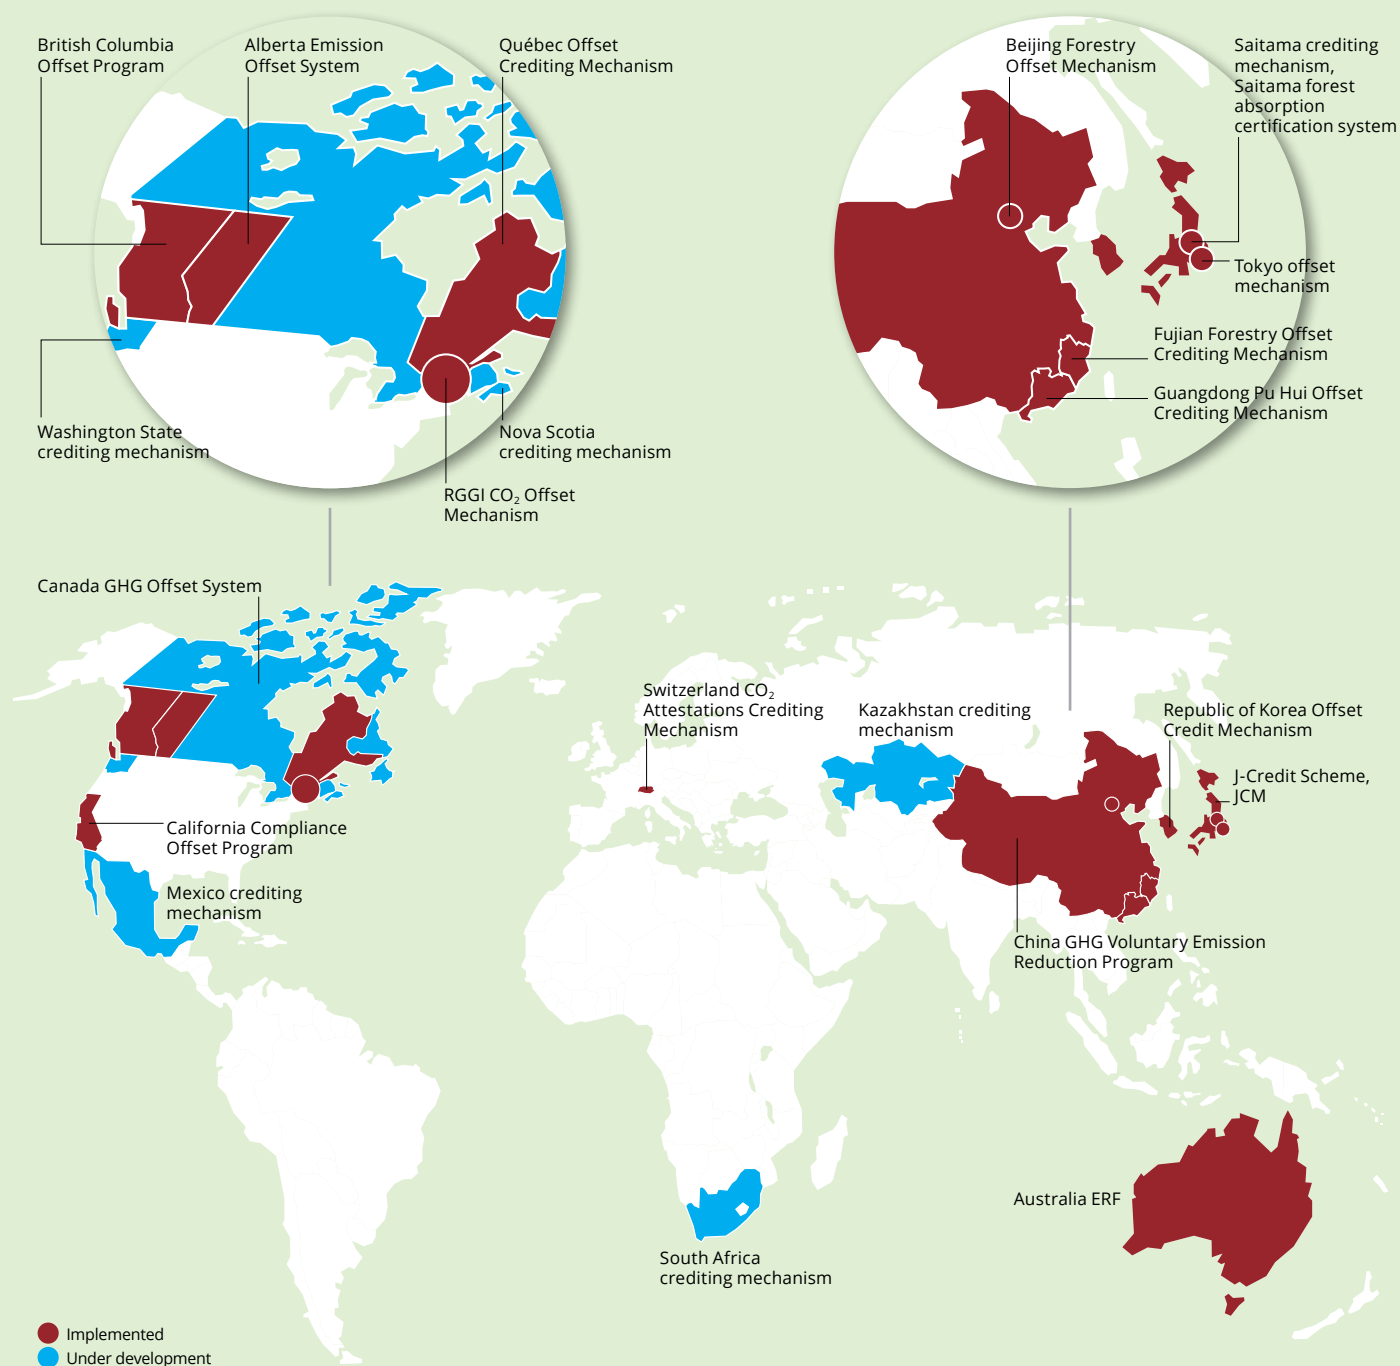 British Columbia
Offset Program
Alberta Emission
Offset System
Québec Offset
Crediting Mechanism
Beijing Forestry
Offset Mechanism
Saitama crediting
mechanism,
Saitama forest
absorption
certification system
Tokyo offset
mechanism
Fujian Forestry Offset
Crediting Mechanism
Guangdong Pu Hui Offset
Crediting Mechanism
Washington State
crediting mechanism
Nova Scotia
crediting mechanism
RGGI CO₂ Offset
Mechanism
Canada GHG Offset System
Switzerland CO₂
Attestations Crediting
Mechanism
Kazakhstan crediting
mechanism
Republic of Korea Offset
Credit Mechanism
J-Credit Scheme,
JCM
California Compliance
Offset Program
Mexico crediting
mechanism
China GHG Voluntary Emission
Reduction Program
Australia ERF
South Africa
crediting mechanism
Implemented
Under development